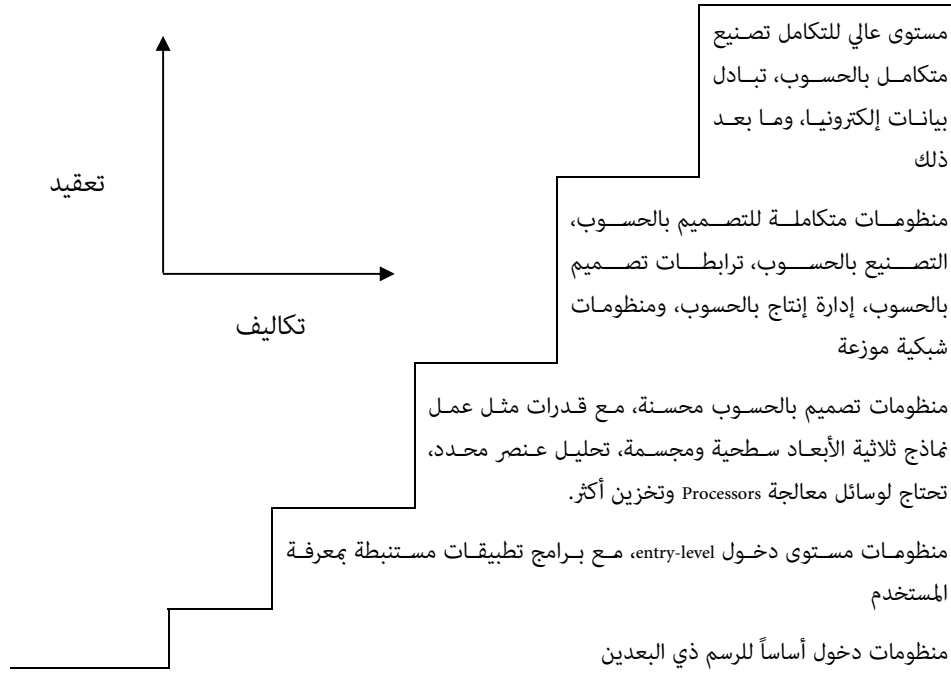 مستوى عالي للتكامل تصنيع
متكامل بالحسوب، تبادل
بيانات إلكترونيا، وما بعد
ذلك
تعقيد
تكاليف
منظومات متكاملة للتصميم بالحسوب،
التصنيع بالحسوب، ترابطات تصميم
بالحسوب، إدارة إنتاج بالحسوب، ومنظومات
شبكية موزعة
منظومات تصميم بالحسوب محسنة، مع قدرات مثل عمل
نماذج ثلاثية الأبعاد سطحية ومجسمة، تحليل عنصر محدد،
تحتاج لوسائل معالجة Processors وتخزين أكثر.
منظومات مستوى دخول entry-level، مع برامج تطبيقات مستنبطة بمعرفة
المستخدم
منظومات دخول أساساً للرسم ذي البعدين